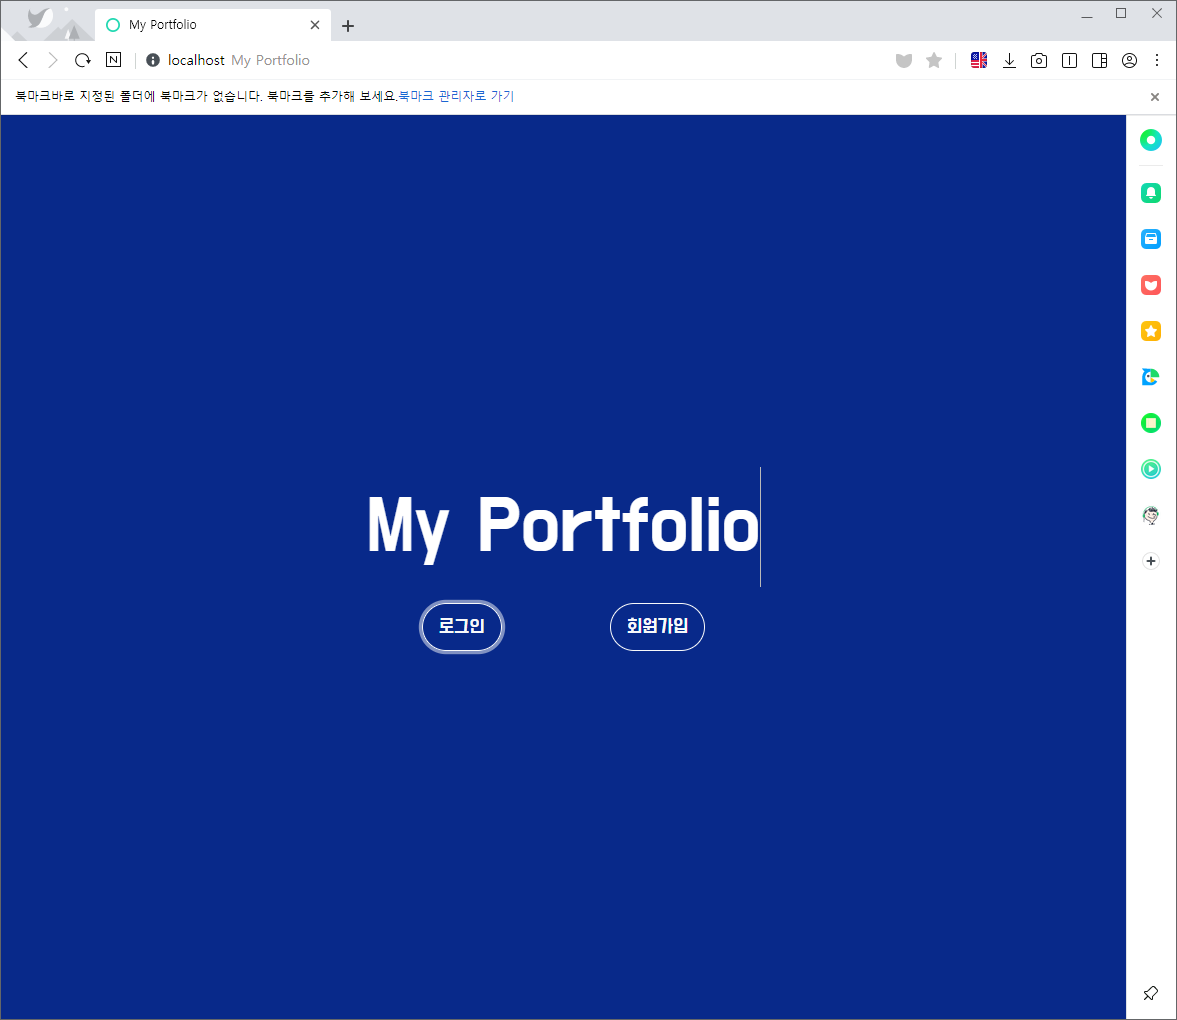 My Portfolio
N
localhost My Portfolio
북마크바로 지정된 폴더에 북마크가 없습니다. 북마크를 추가해 보세요.북마크 관리자로 가기
My Portfolio
로그인 회원가입